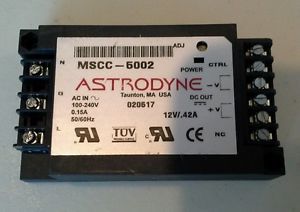 N MSCC-5002 ADJ
POWER CTRL
G ASTRODYNE -V
AC IN Taunton, MA USA
100-240V 020617 DC OUT
L 0.15A 12V/.42A +V
50/60Hz
TUV NC